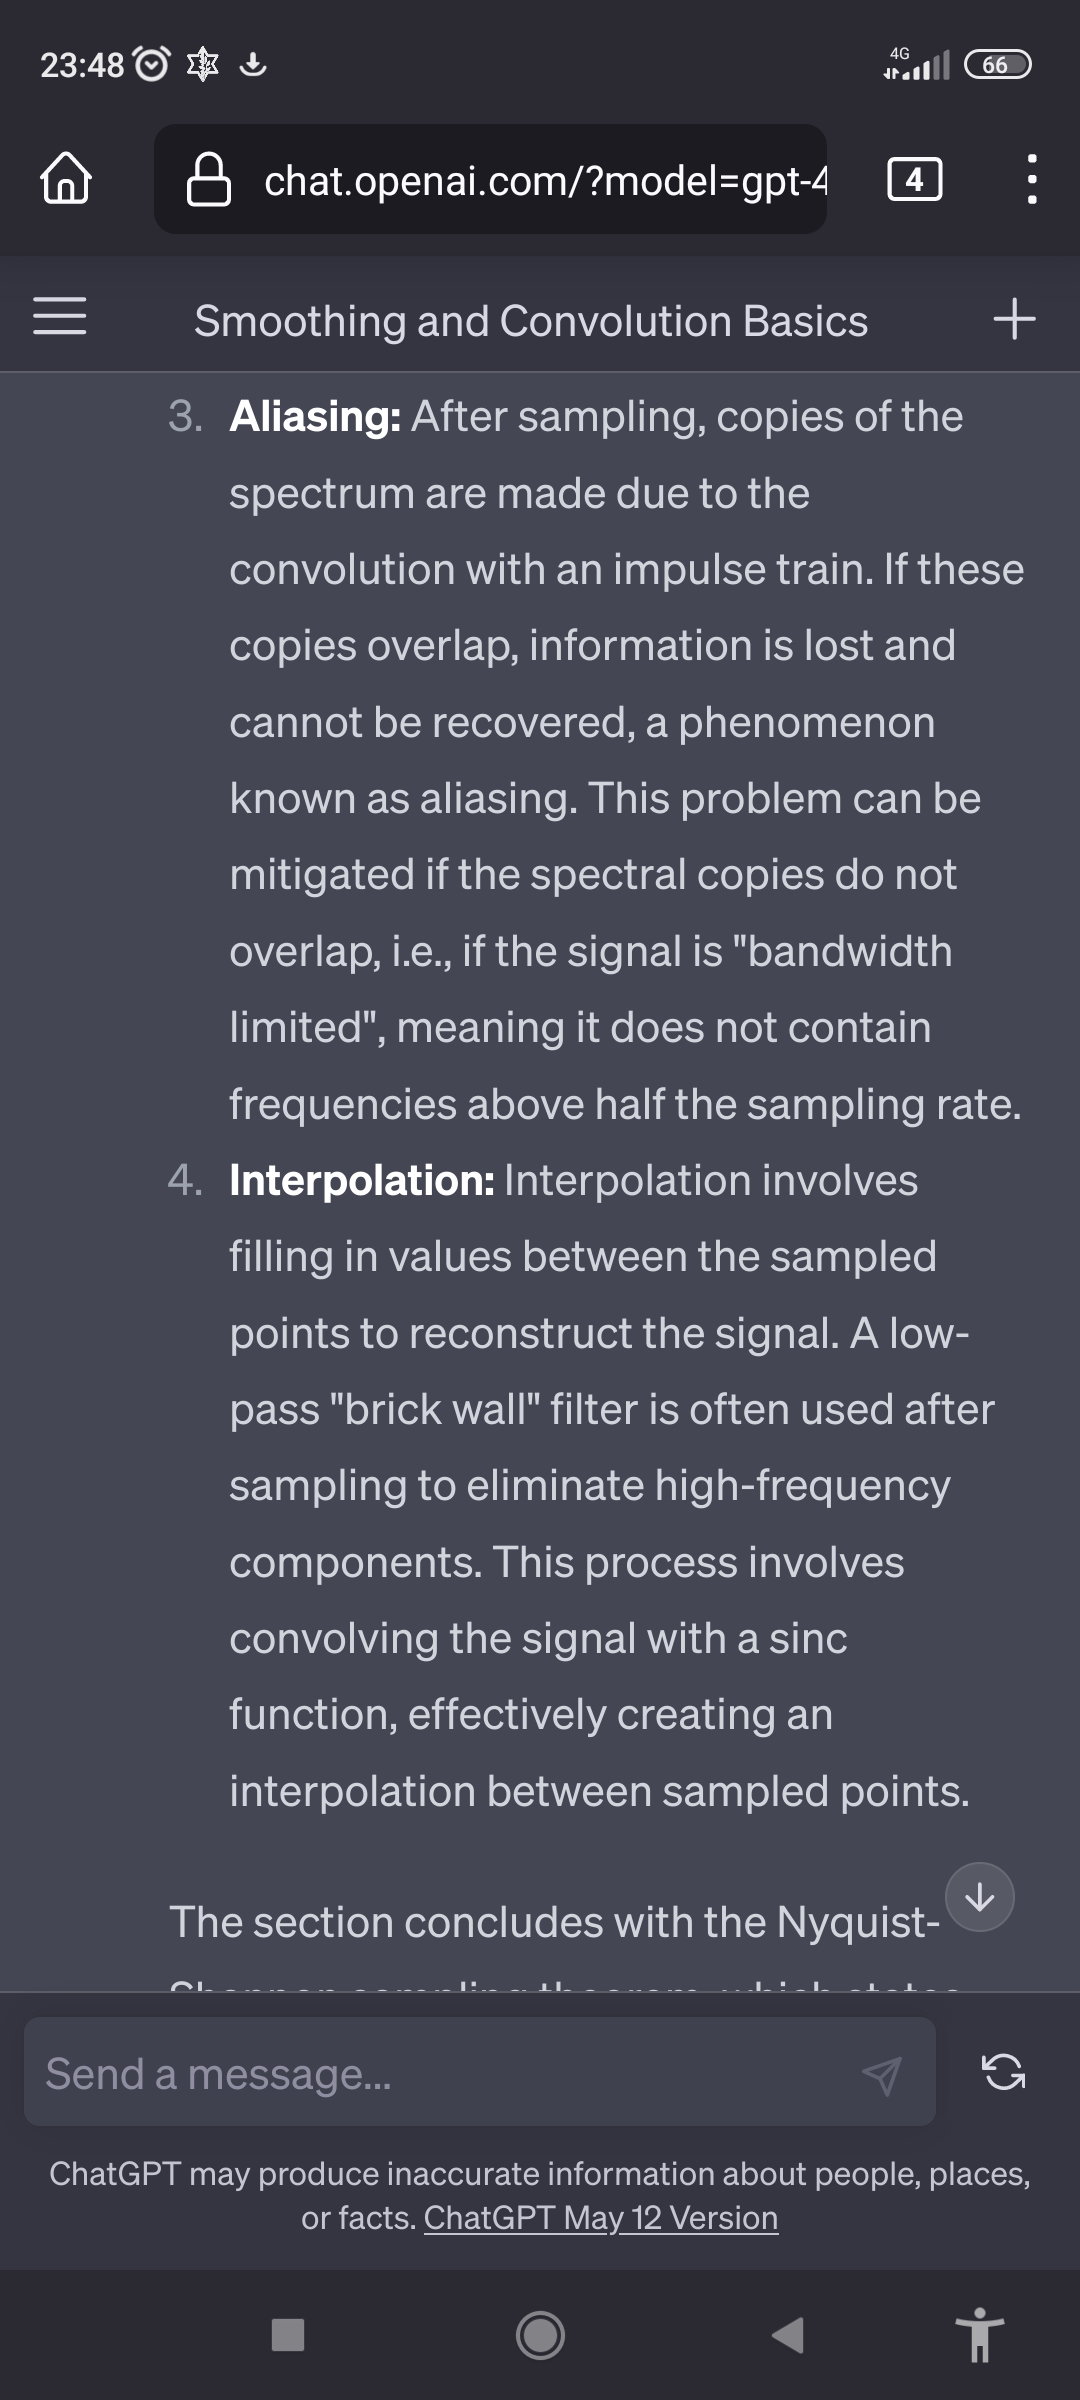 23:48
4G
66
chat.openai.com/?model=gpt-4
4
Smoothing and Convolution Basics
3. Aliasing: After sampling, copies of the
spectrum are made due to the
convolution with an impulse train. If these
copies overlap, information is lost and
cannot be recovered, a phenomenon
known as aliasing. This problem can be
mitigated if the spectral copies do not
overlap, i.e., if the signal is "bandwidth
limited", meaning it does not contain
frequencies above half the sampling rate.
4. Interpolation: Interpolation involves
filling in values between the sampled
points to reconstruct the signal. A low-
pass "brick wall" filter is often used after
sampling to eliminate high-frequency
components. This process involves
convolving the signal with a sinc
function, effectively creating an
interpolation between sampled points.
The section concludes with the Nyquist-
Shannon sampling theorem, which states
Send a message...
ChatGPT may produce inaccurate information about people, places,
or facts. ChatGPT May 12 Version